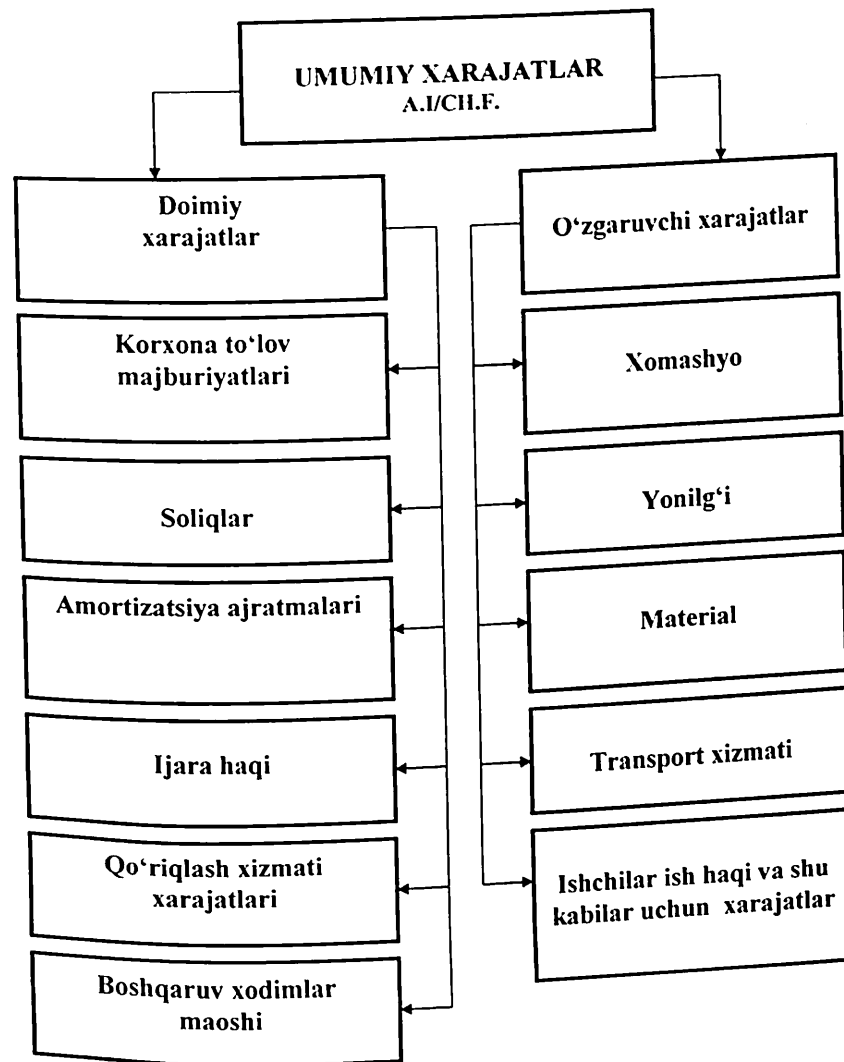 UMUMIY XARAJATLAR
A.I/CH.F.
Doimiy
xarajatlar
Korxona to‘lov
majburiyatlari
Soliqlar
Amortizatsiya ajratmalari
Ijara haqi
Qo‘riqlash xizmati
xarajatlari
Boshqaruv xodimlar
maoshi
O‘zgaruvchi xarajatlar
Xomashyo
Yonilg‘i
Material
Transport xizmati
Ishchilar ish haqi va shu
kabilar uchun xarajatlar